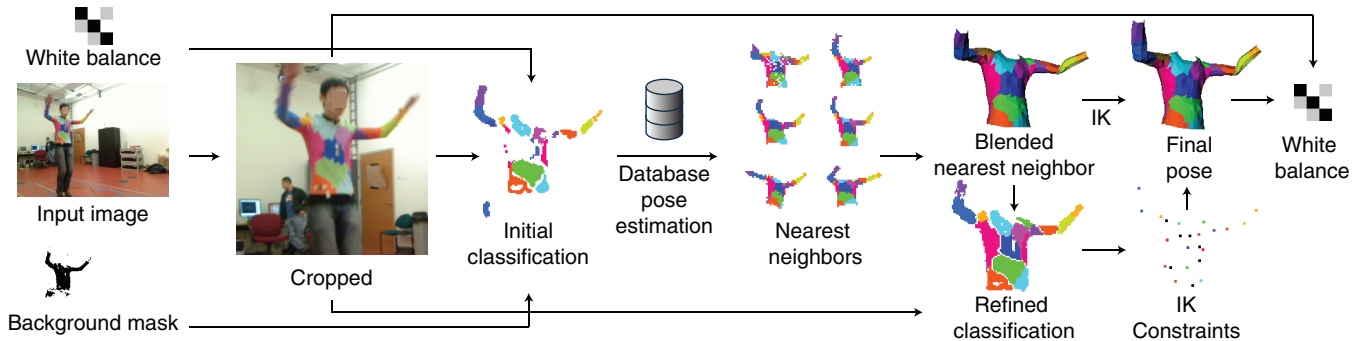 White balance
Input image
Background mask
Cropped
Initial
classification
Database
pose
estimation
Nearest
neighbors
Blended
nearest neighbor
IK
Final
pose
White
balance
Refined
classification
IK
Constraints